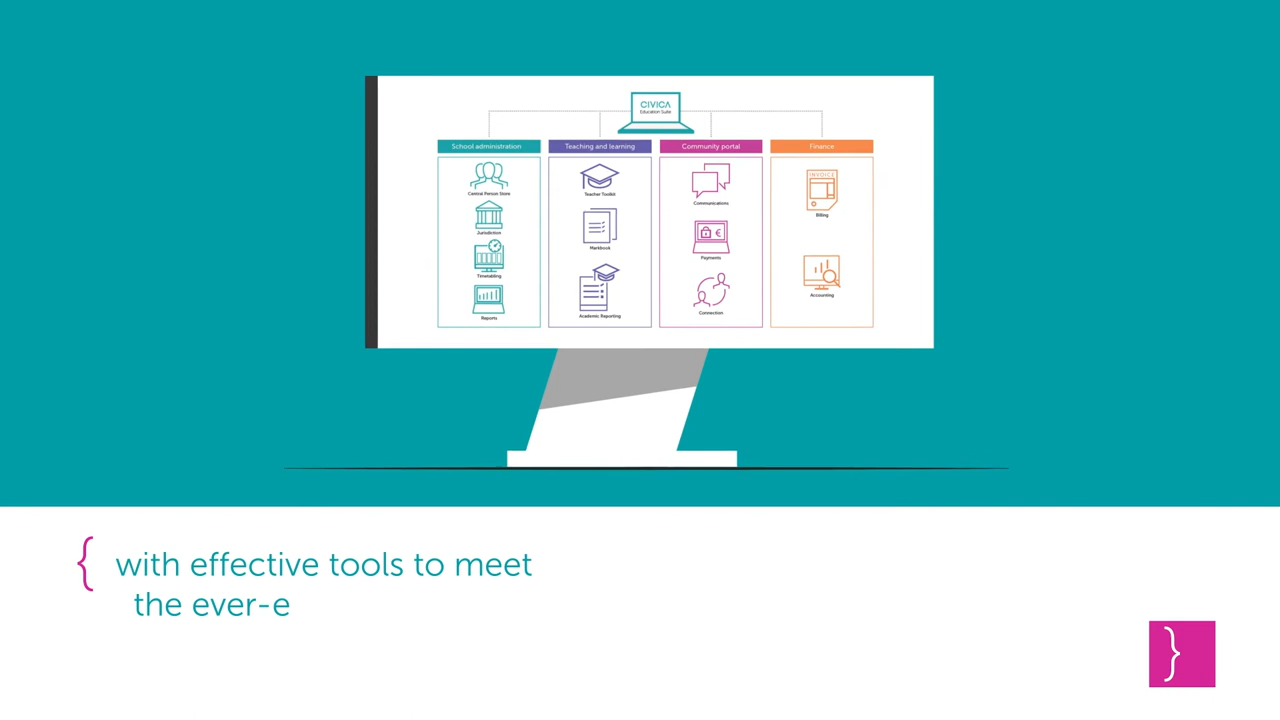 CIVICA
Education Suite
School administration
Central Person Store
Jurisdiction
Timetabling
Reports
Teaching and learning
Teacher Toolkit
Markbook
Academic Reporting
Community portal
Communications
€
Payments
Connection
Finance
INVOICE
Billing
Accounting
{ with effective tools to meet
the ever-e
}